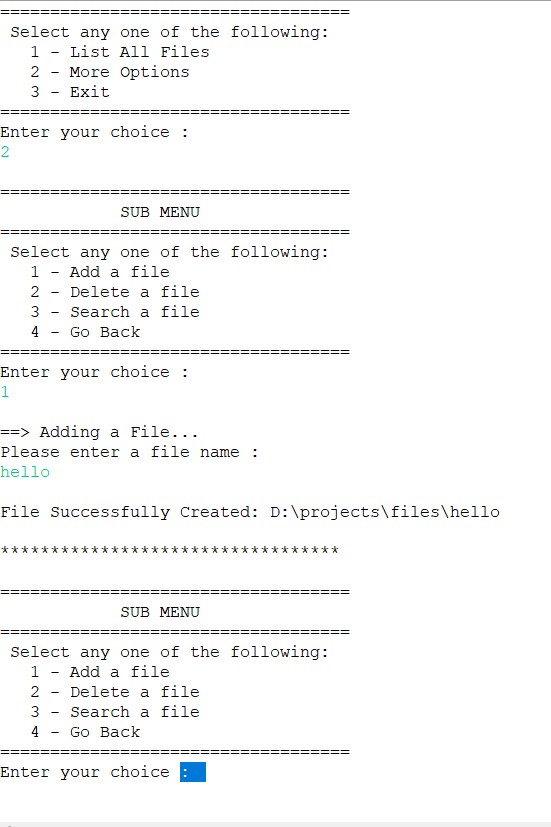 ===================================
 Select any one of the following:
   1 - List All Files
   2 - More Options
   3 - Exit
===================================
Enter your choice :
2

===================================
            SUB MENU
===================================
 Select any one of the following:
   1 - Add a file
   2 - Delete a file
   3 - Search a file
   4 - Go Back
===================================
Enter your choice :
1

==> Adding a File...
Please enter a file name :
hello

File Successfully Created: D:\projects\files\hello

**********************************

===================================
            SUB MENU
===================================
 Select any one of the following:
   1 - Add a file
   2 - Delete a file
   3 - Search a file
   4 - Go Back
===================================
Enter your choice :